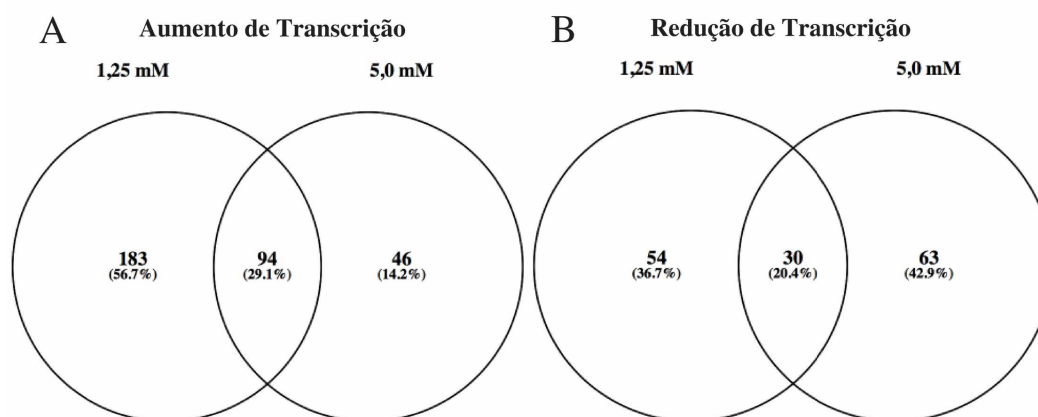 A Aumento de Transcrição
1,25 mM 5,0 mM
183 94 46
(56.7%) (29.1%) (14.2%)
B Redução de Transcrição
1,25 mM 5,0 mM
54 30 63
(36.7%) (20.4%) (42.9%)